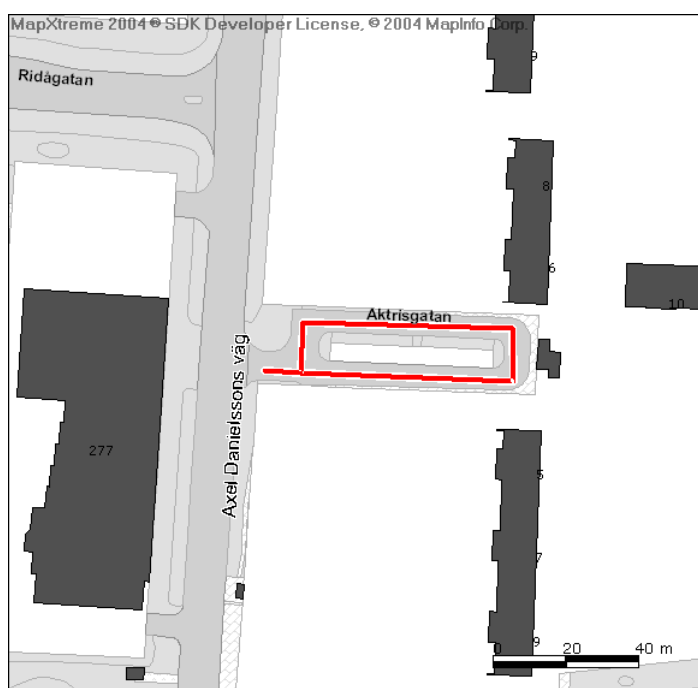 MapXtreme 2004 ® SDK Developer License, © 2004 MapInfo Corp.
9
Ridågatan
8
6
10
Aktrisgatan
Axel Danielssons väg
277
5
7
9
0 20 40 m